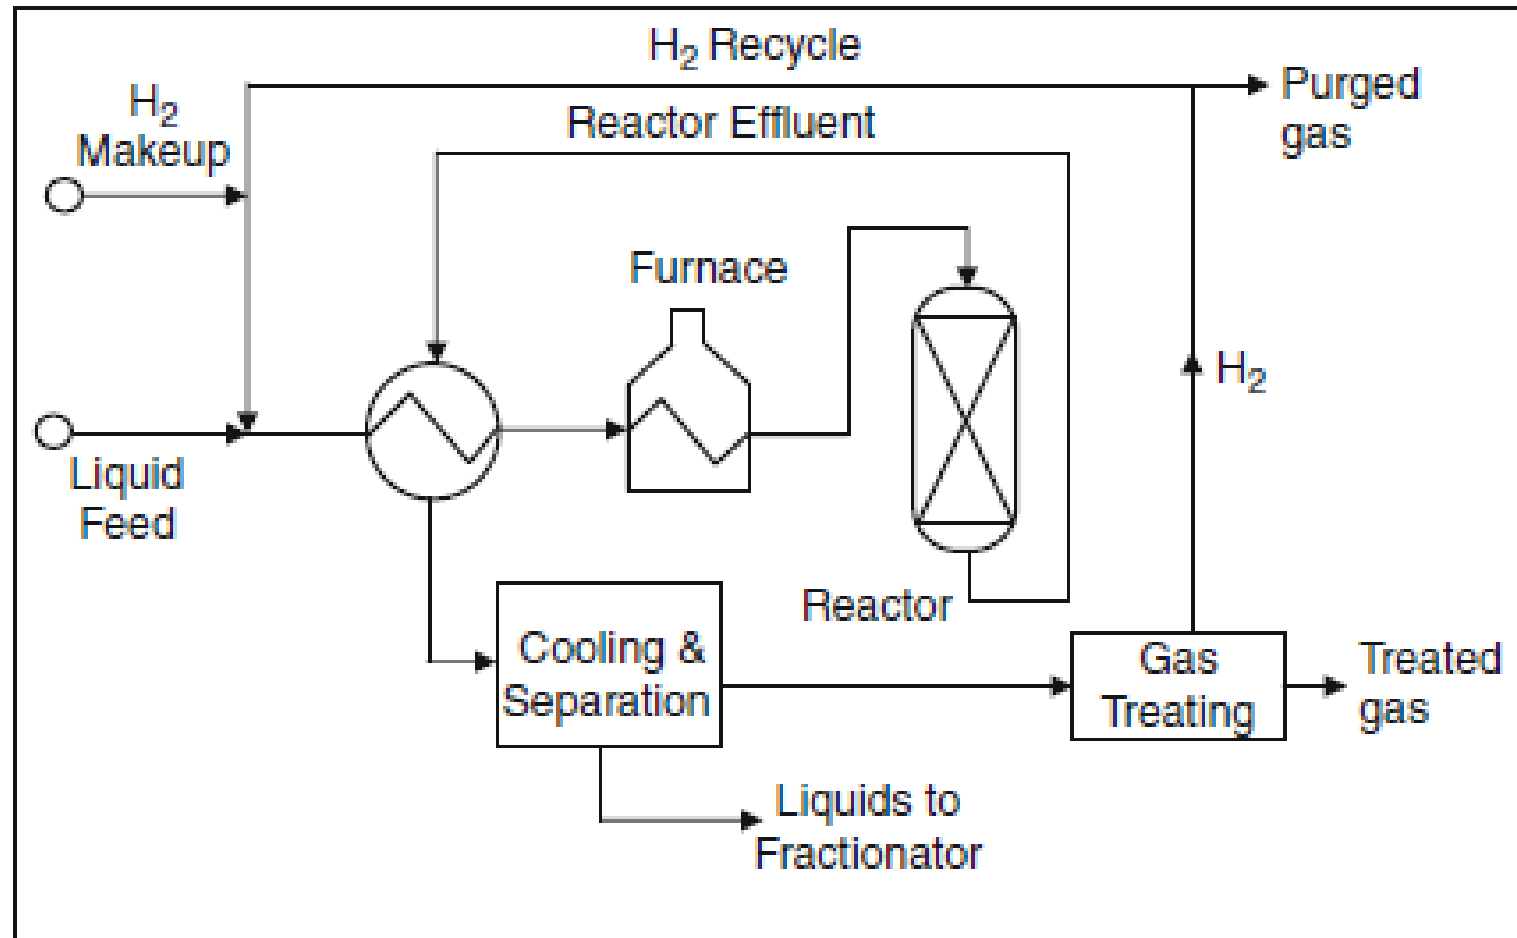 H₂ Recycle
H₂
Makeup
Purged
gas
Reactor Effluent
Furnace
H₂
Liquid
Feed
Reactor
Cooling &
Separation
Gas
Treating
Treated
gas
Liquids to
Fractionator